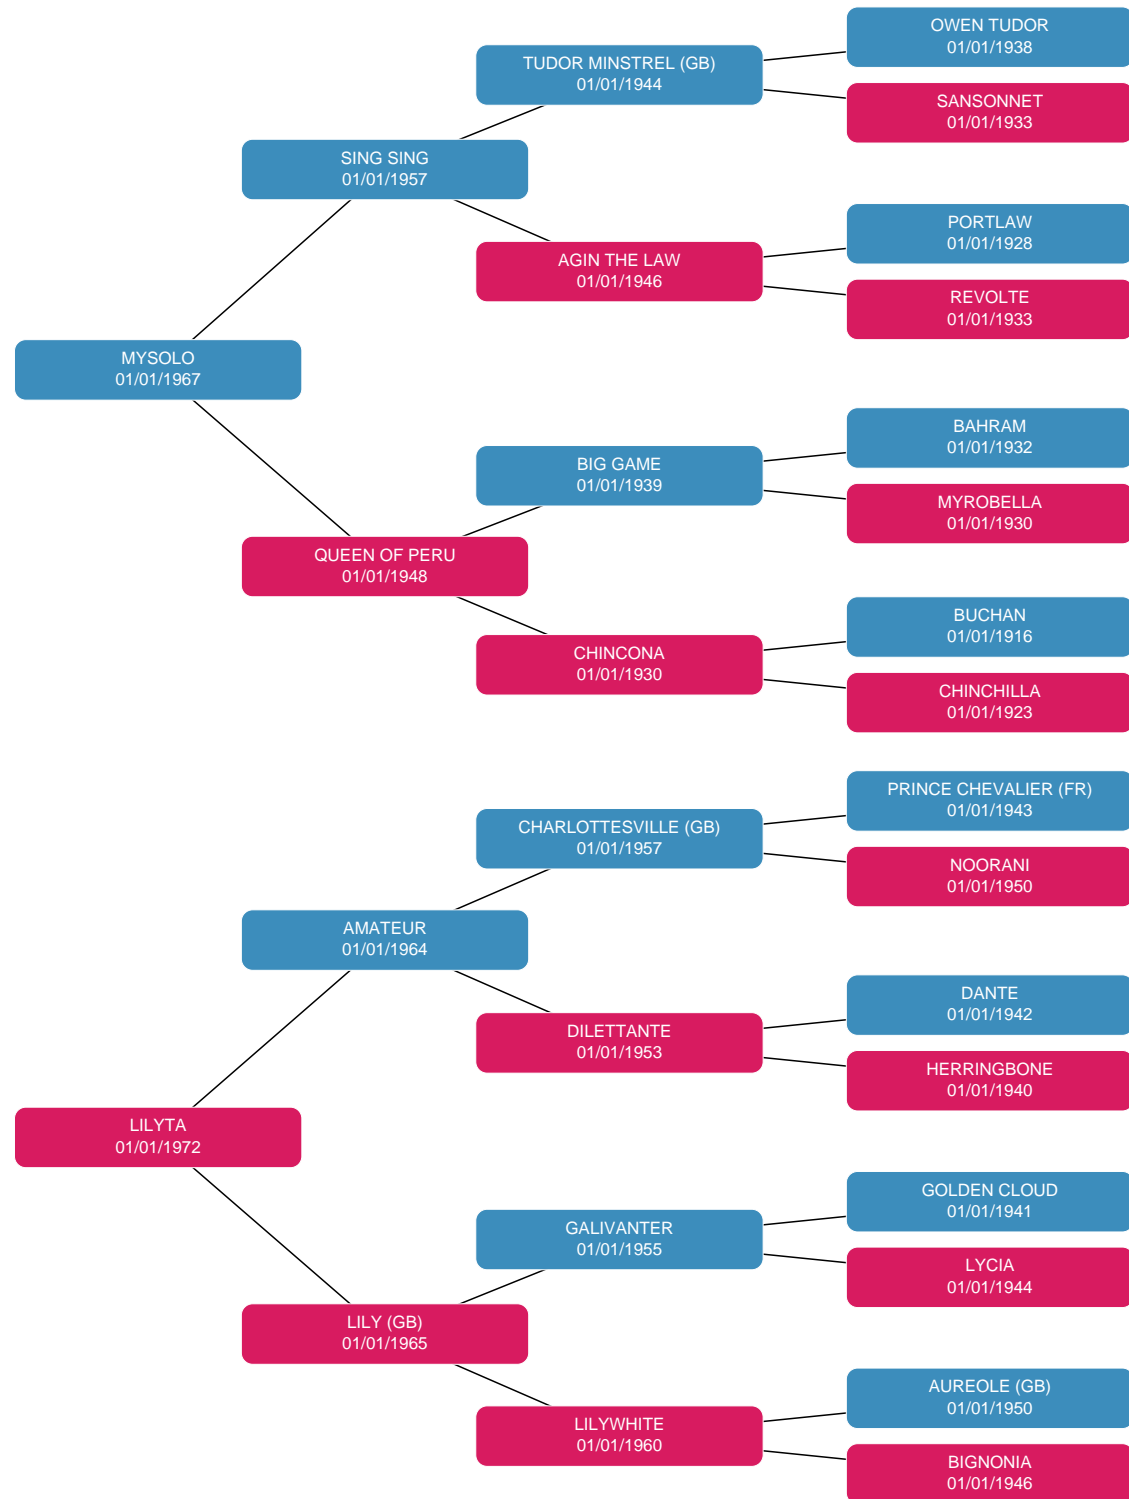 OWEN TUDOR
01/01/1938
TUDOR MINSTREL (GB)
01/01/1944
SANSONNET
01/01/1933
SING SING
01/01/1957
PORTLAW
01/01/1928
AGIN THE LAW
01/01/1946
REVOLTE
01/01/1933
MYSOLO
01/01/1967
BAHRAM
01/01/1932
BIG GAME
01/01/1939
MYROBELLA
01/01/1930
QUEEN OF PERU
01/01/1948
BUCHAN
01/01/1916
CHINCONA
01/01/1930
CHINCHILLA
01/01/1923
PRINCE CHEVALIER (FR)
01/01/1943
CHARLOTTESVILLE (GB)
01/01/1957
NOORANI
01/01/1950
AMATEUR
01/01/1964
DANTE
01/01/1942
DILETTANTE
01/01/1953
HERRINGBONE
01/01/1940
LILYTA
01/01/1972
GOLDEN CLOUD
01/01/1941
GALIVANTER
01/01/1955
LYCIA
01/01/1944
LILY (GB)
01/01/1965
AUREOLE (GB)
01/01/1950
LILYWHITE
01/01/1960
BIGNONIA
01/01/1946